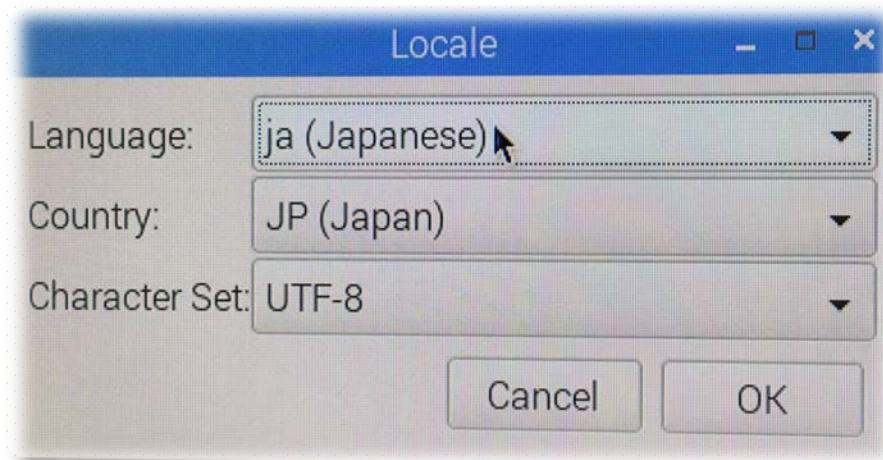 Locale
Language: ja (Japanese)
Country: JP (Japan)
Character Set: UTF-8
Cancel OK